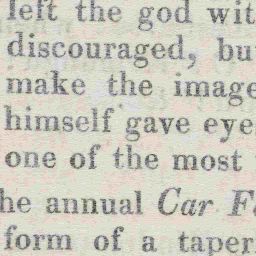 left the god wit
discouraged, bu
make the image
himself gave eye
one of the most
he annual Car F
form of a taper